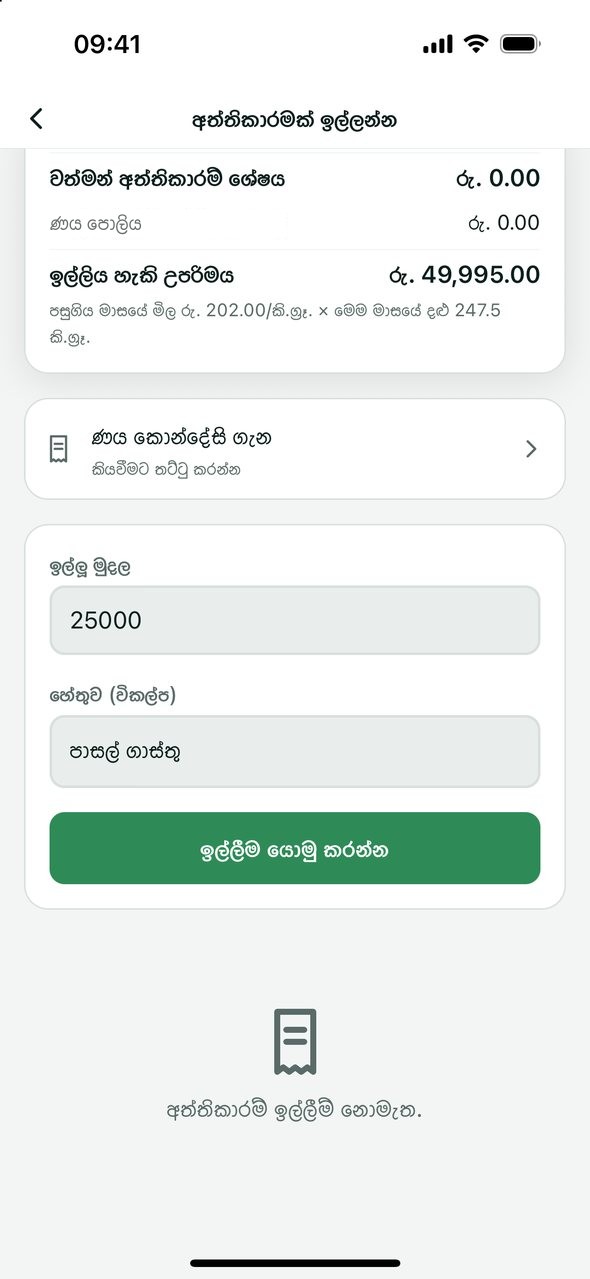 09:41
අත්තිකාරමක් ඉල්ලන්න
වත්මන් අත්තිකාරම් ශේෂය රු. 0.00
ණය පොලිය රු. 0.00
ඉල්ලිය හැකි උපරිමය රු. 49,995.00
පසුගිය මාසයේ මිල රු. 202.00/කි.ග්‍රෑ. × මෙම මාසයේ දළු 247.5
කි.ග්‍රෑ.
ණය කොන්දේසි ගැන
කියවීමට තට්ටු කරන්න
ඉල්ලූ මුදල
25000
හේතුව (විකල්ප)
පාසල් ගාස්තු
ඉල්ලීම යොමු කරන්න
අත්තිකාරම් ඉල්ලීම් නොමැත.